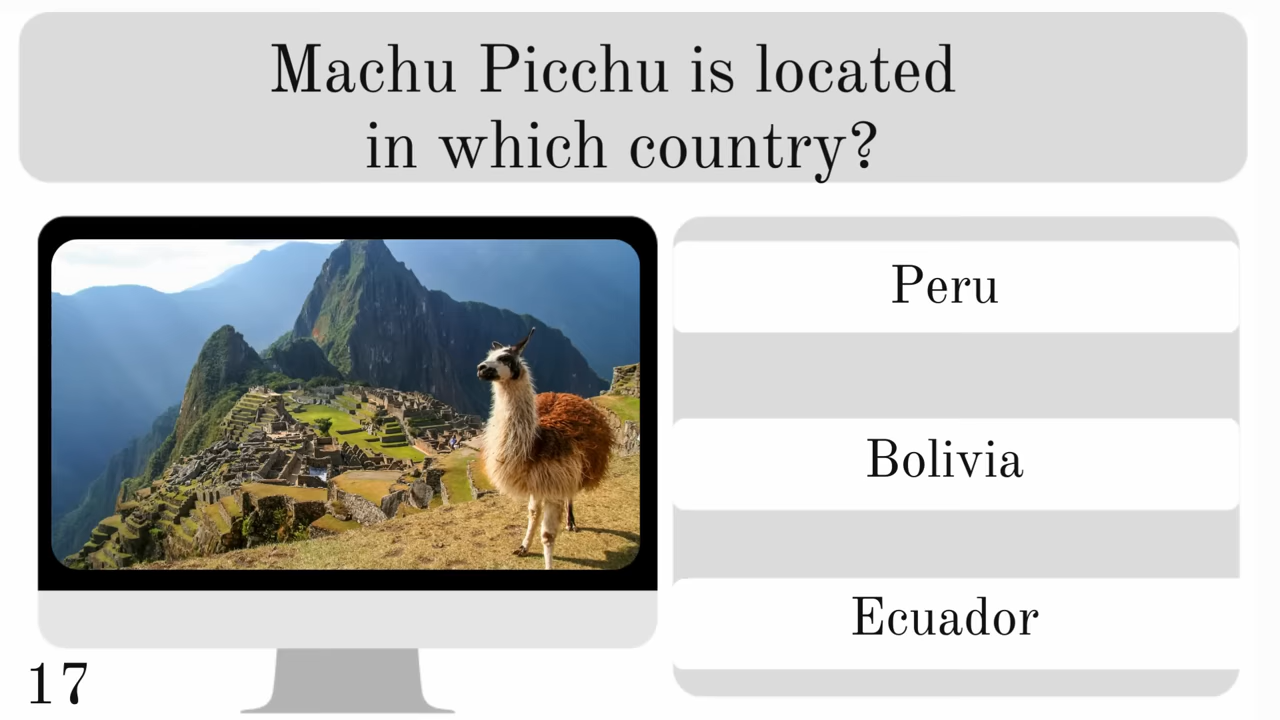 Machu Picchu is located
in which country?
Peru
Bolivia
Ecuador
17